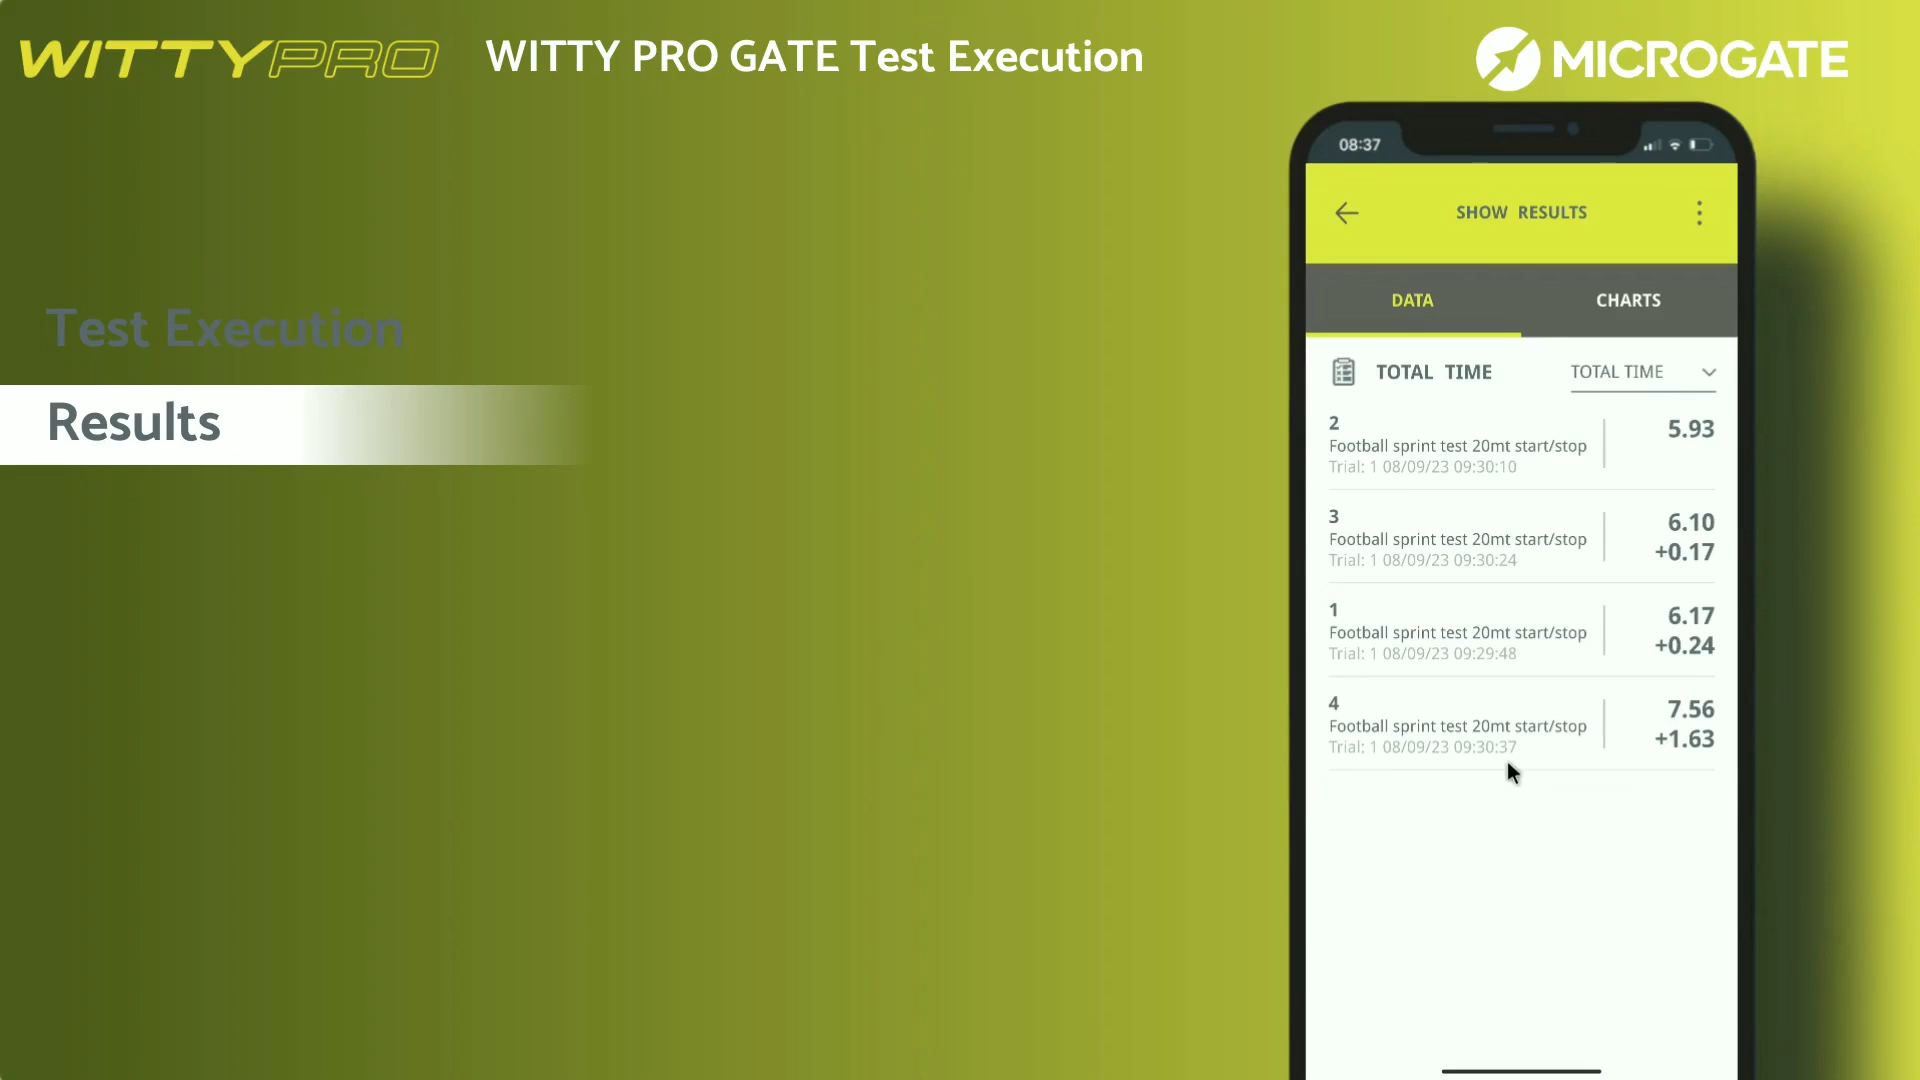 WITTYPRO
WITTY PRO GATE Test Execution
MICROGATE
Test Execution
Results
08:37
SHOW RESULTS
DATA
CHARTS
TOTAL TIME
TOTAL TIME
2
Football sprint test 20mt start/stop
Trial: 1 08/09/23 09:30:10
5.93
3
Football sprint test 20mt start/stop
Trial: 1 08/09/23 09:30:24
6.10
+0.17
1
Football sprint test 20mt start/stop
Trial: 1 08/09/23 09:29:48
6.17
+0.24
4
Football sprint test 20mt start/stop
Trial: 1 08/09/23 09:30:37
7.56
+1.63